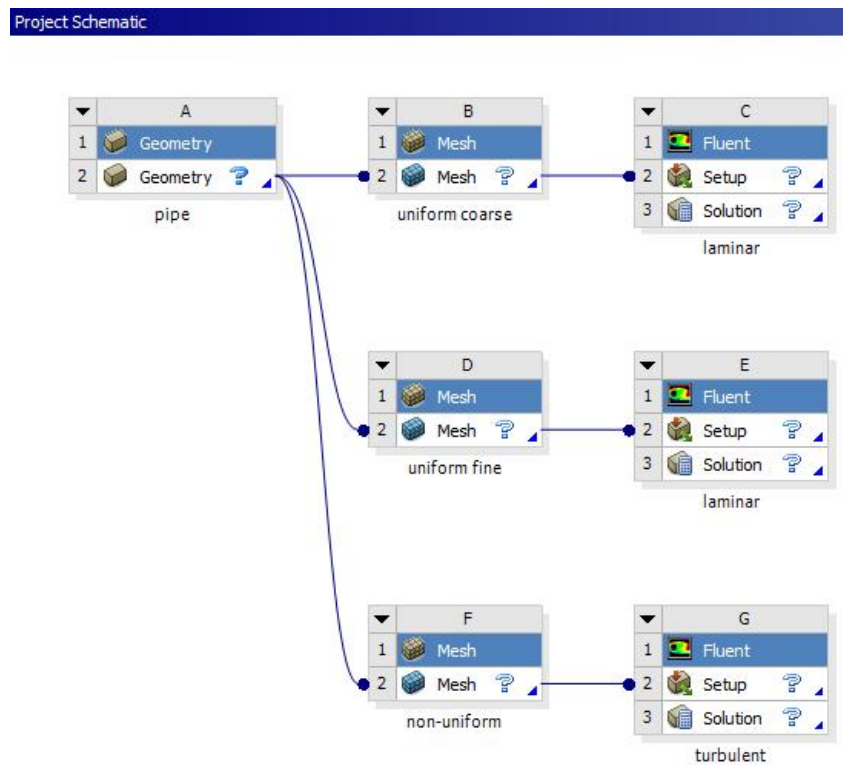 Project Schematic
A B C
1 Geometry 1 Mesh 1 Fluent
2 Geometry ? 2 Mesh ? 2 Setup ?
3 Solution ?
pipe uniform coarse
laminar
D E
1 Mesh 1 Fluent
2 Mesh ? 2 Setup ?
uniform fine 3 Solution ?
laminar
F G
1 Mesh 1 Fluent
2 Mesh ? 2 Setup ?
non-uniform 3 Solution ?
turbulent